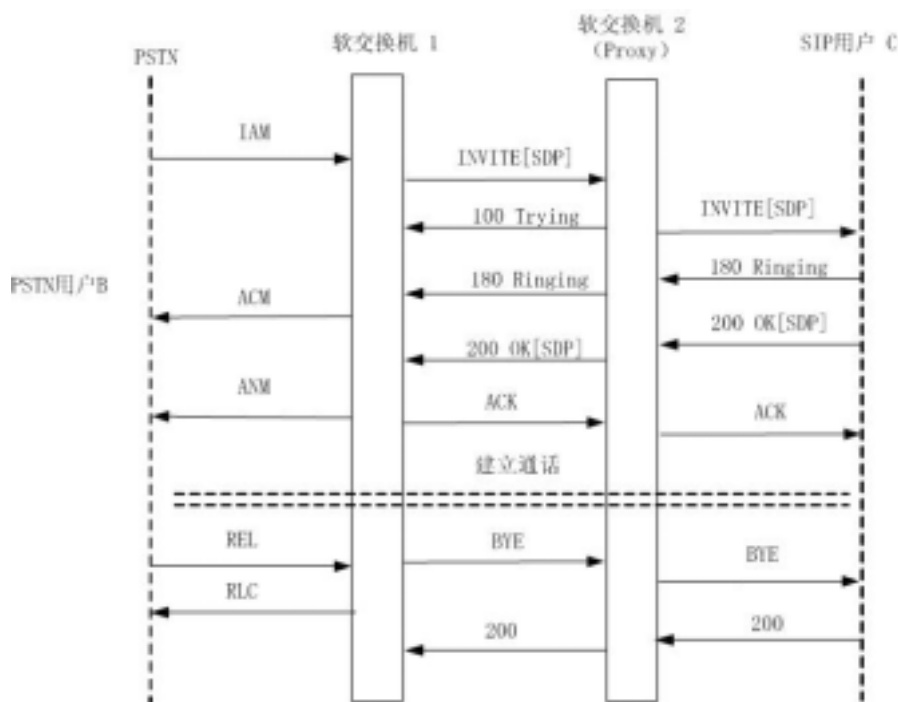 PSTN
软交换机 1
软交换机 2
(Proxy)
SIP用户 C
IAM
INVITE[SDP]
100 Trying
INVITE[SDP]
180 Ringing
180 Ringing
PSTN用户B
ACM
200 OK[SDP]
200 OK[SDP]
ANM
ACK
ACK
建立通话
REL
BYE
BYE
RLC
200
200